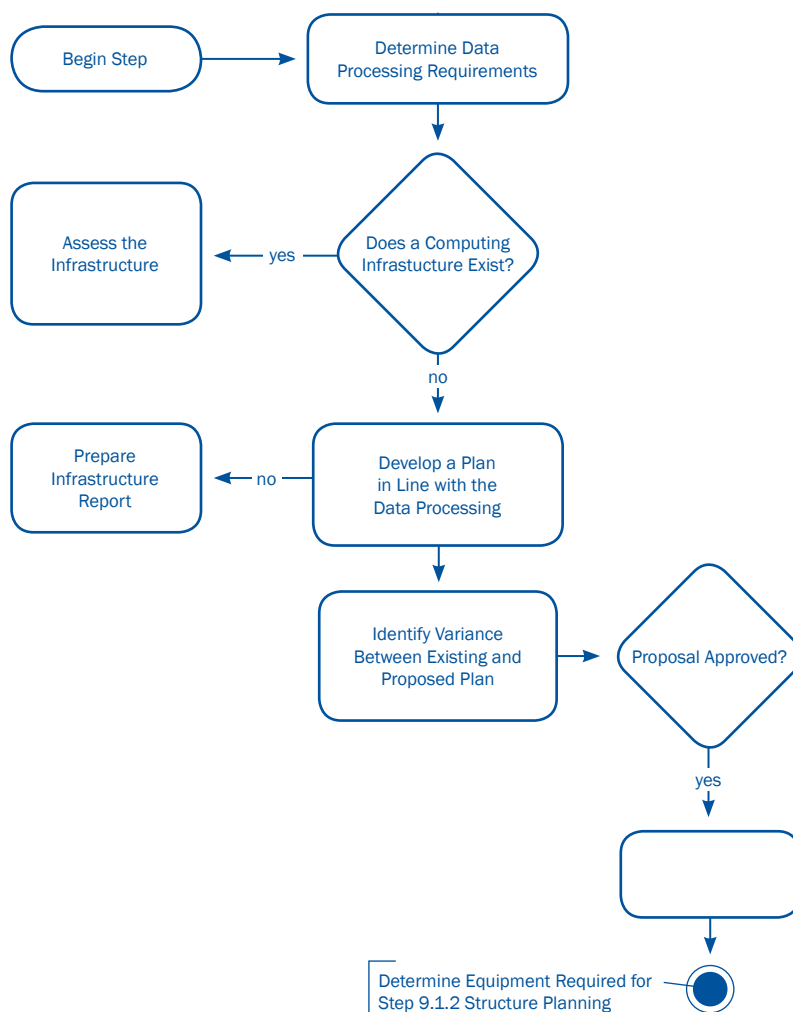 Begin Step
Determine Data
Processing Requirements
Does a Computing
Infrastucture Exist?
yes
Assess the
Infrastructure
no
Develop a Plan
in Line with the
Data Processing
no
Prepare
Infrastructure
Report
Identify Variance
Between Existing and
Proposed Plan
Proposal Approved?
yes
Determine Equipment Required for
Step 9.1.2 Structure Planning